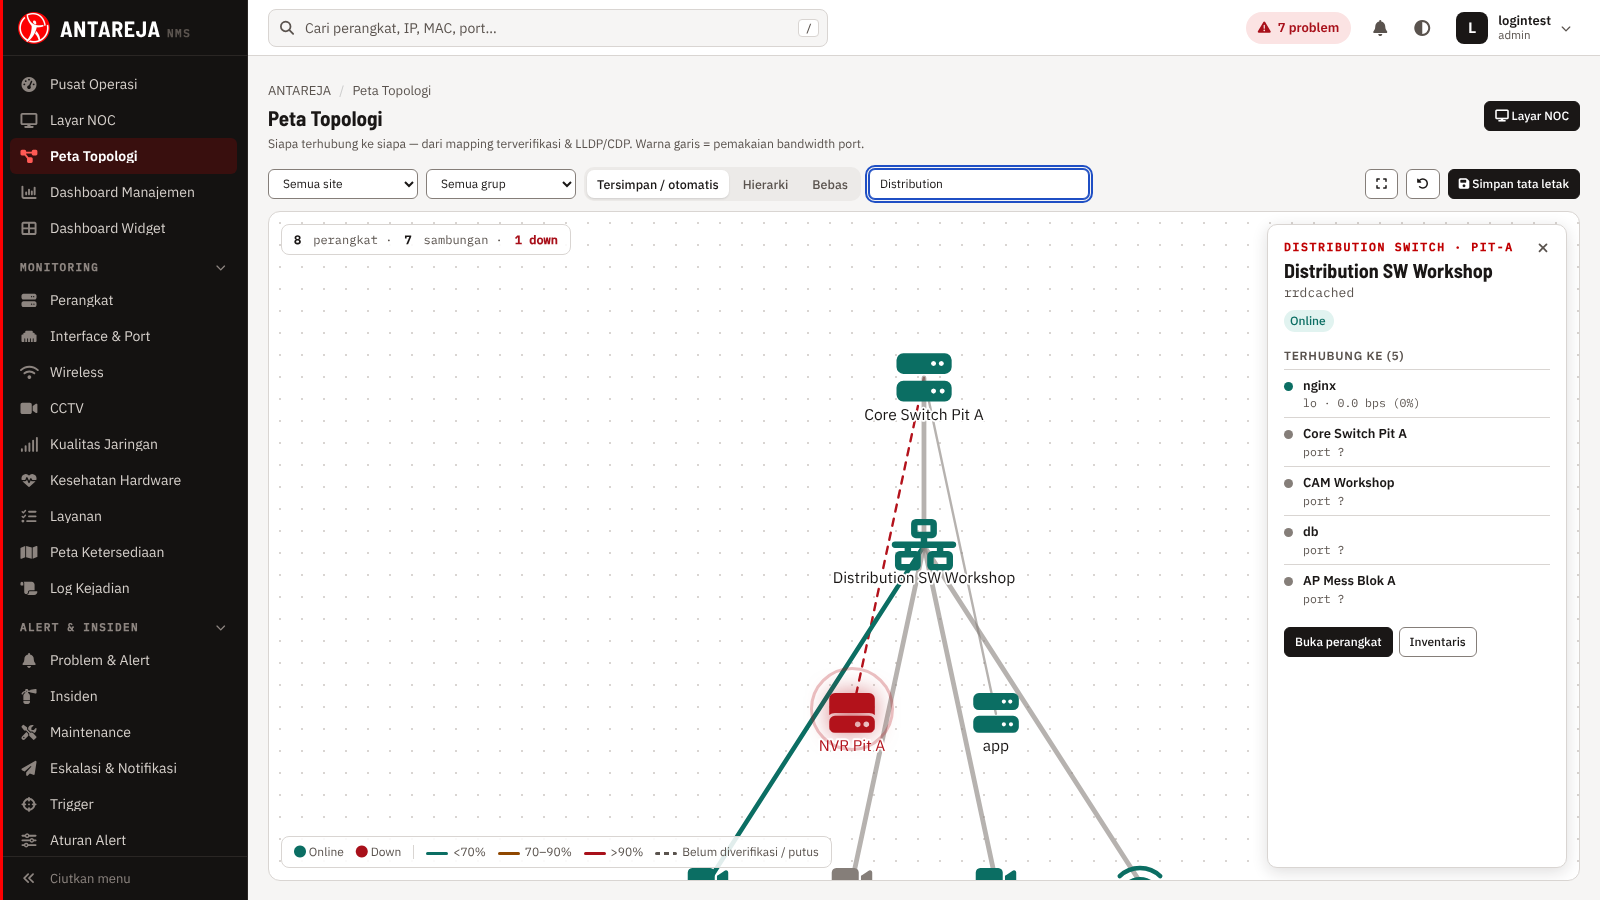 ANTAREJA NMS
Cari perangkat, IP, MAC, port...
/
7 problem
L
logintest
admin
Pusat Operasi
Layar NOC
Peta Topologi
Dashboard Manajemen
Dashboard Widget
MONITORING
Perangkat
Interface & Port
Wireless
CCTV
Kualitas Jaringan
Kesehatan Hardware
Layanan
Peta Ketersediaan
Log Kejadian
ALERT & INSIDEN
Problem & Alert
Insiden
Maintenance
Eskalasi & Notifikasi
Trigger
Aturan Alert
Ciutkan menu
ANTAREJA / Peta Topologi
Peta Topologi
Siapa terhubung ke siapa — dari mapping terverifikasi & LLDP/CDP. Warna garis = pemakaian bandwidth port.
Layar NOC
Semua site
Semua grup
Tersimpan / otomatis
Hierarki
Bebas
Distribution
Simpan tata letak
8 perangkat · 7 sambungan · 1 down
Core Switch Pit A
Distribution SW Workshop
NVR Pit A
app
Online
Down
<70%
70–90%
>90%
Belum diverifikasi / putus
DISTRIBUTION SWITCH · PIT-A
Distribution SW Workshop
rrdcached
Online
TERHUBUNG KE (5)
nginx
lo · 0.0 bps (0%)
Core Switch Pit A
port ?
CAM Workshop
port ?
db
port ?
AP Mess Blok A
port ?
Buka perangkat
Inventaris